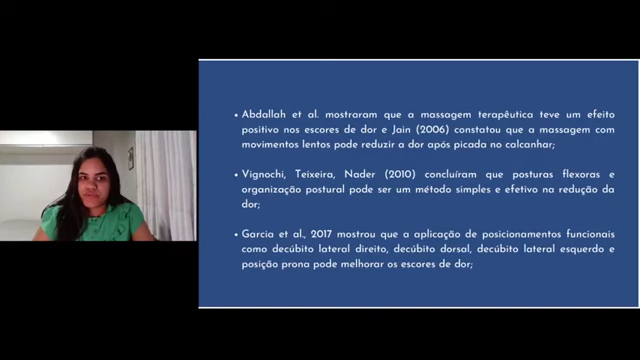 • Abdallah et al. mostraram que a massagem terapêutica teve um efeito
positivo nos escores de dor e Jain (2006) constatou que a massagem com
movimentos lentos pode reduzir a dor após picada no calcanhar;
• Vignochi, Teixeira, Nader (2010) concluíram que posturas flexoras e
organização postural pode ser um método simples e efetivo na redução da
dor;
• Garcia et al., 2017 mostrou que a aplicação de posicionamentos funcionais
como decúbito lateral direito, decúbito dorsal, decúbito lateral esquerdo e
posição prona pode melhorar os escores de dor;